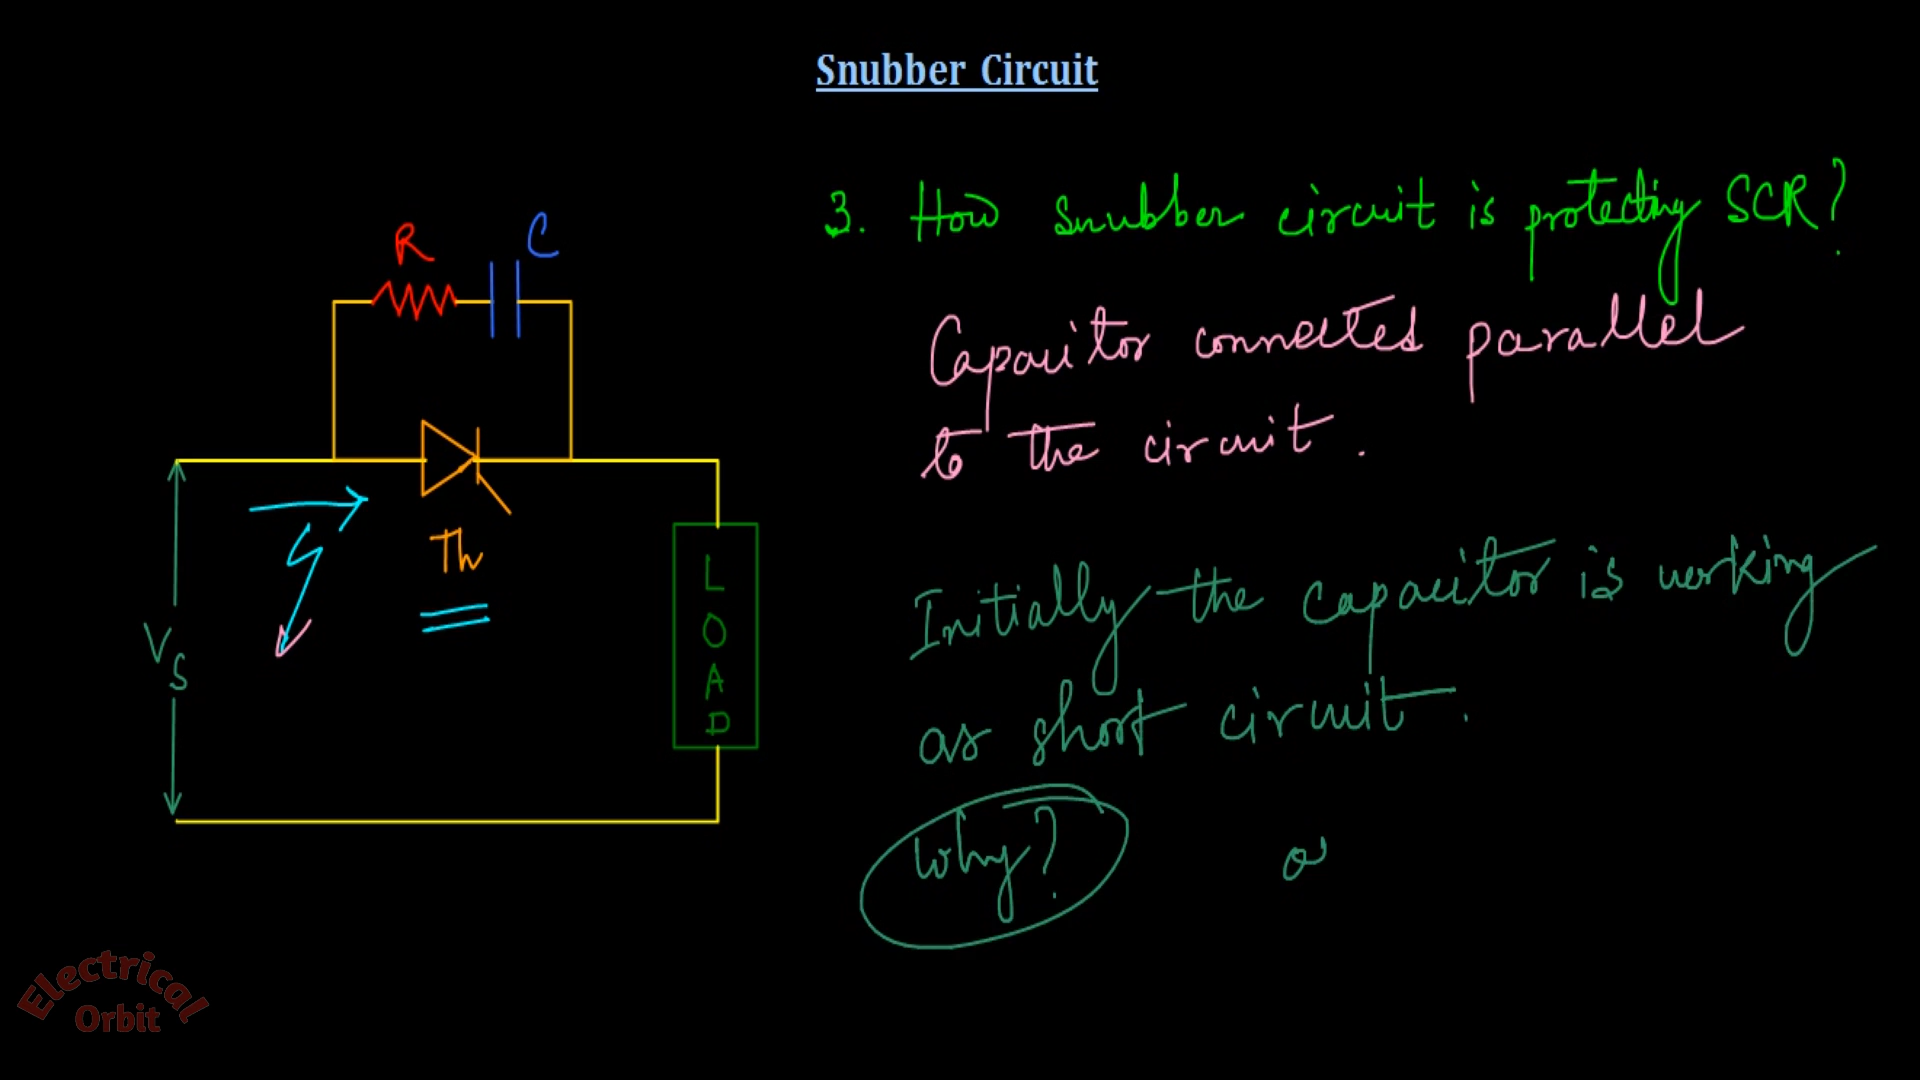 Snubber Circuit
R
C
Th
Vs
L
O
A
D
3. How Snubber circuit is protecting SCR?
Capacitor connected parallel
to the circuit.
Initially the capacitor is working
as short circuit.
Why?
Electrical
Orbit